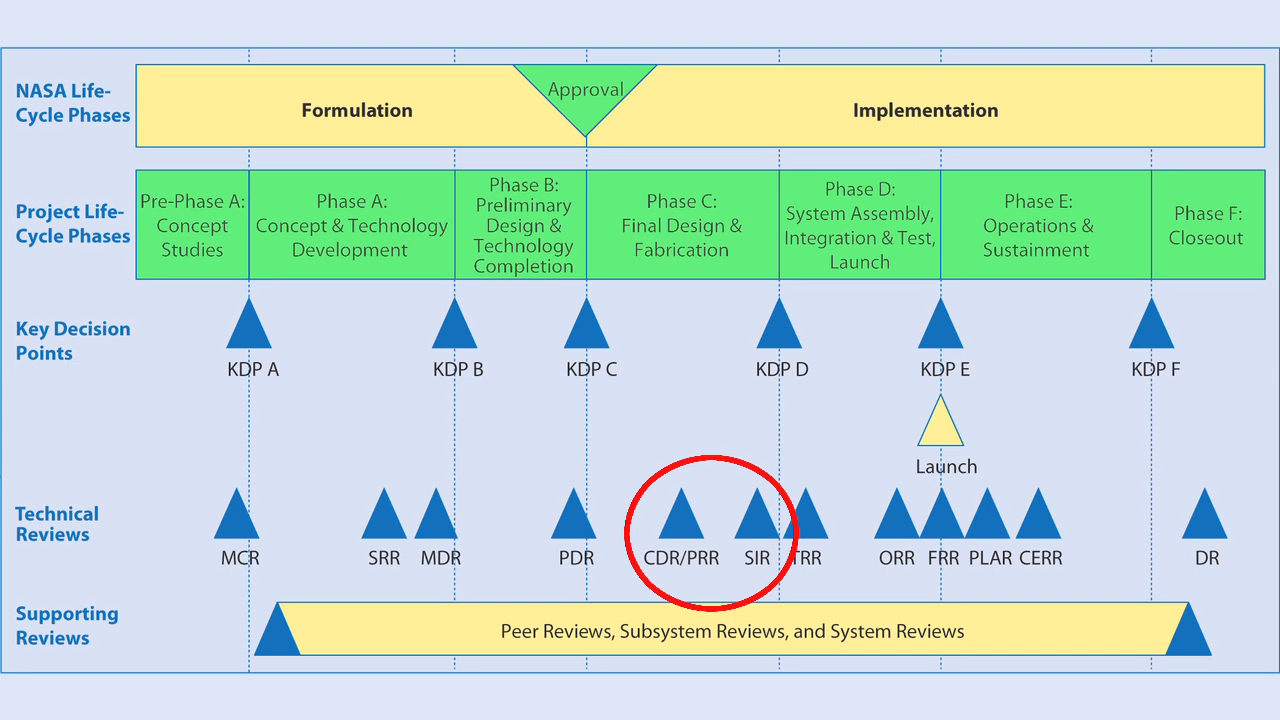 NASA Life-
Cycle Phases
Formulation
Approval
Implementation
Project Life-
Cycle Phases
Pre-Phase A:
Concept
Studies
Phase A:
Concept & Technology
Development
Phase B:
Preliminary
Design &
Technology
Completion
Phase C:
Final Design &
Fabrication
Phase D:
System Assembly,
Integration & Test,
Launch
Phase E:
Operations &
Sustainment
Phase F:
Closeout
Key Decision
Points
KDP A
KDP B
KDP C
KDP D
KDP E
KDP F
Launch
Technical
Reviews
MCR
SRR
MDR
PDR
CDR/PRR
SIR
TRR
ORR
FRR
PLAR
CERR
DR
Supporting
Reviews
Peer Reviews, Subsystem Reviews, and System Reviews